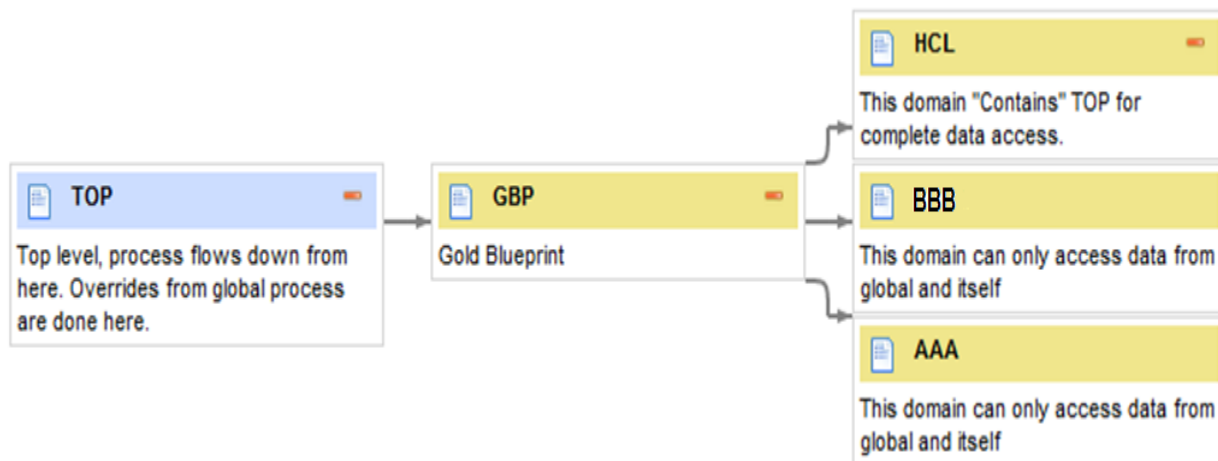 TOP
Top level, process flows down from
here. Overrides from global process
are done here.
GBP
Gold Blueprint
HCL
This domain "Contains" TOP for
complete data access.
BBB
This domain can only access data from
global and itself
AAA
This domain can only access data from
global and itself